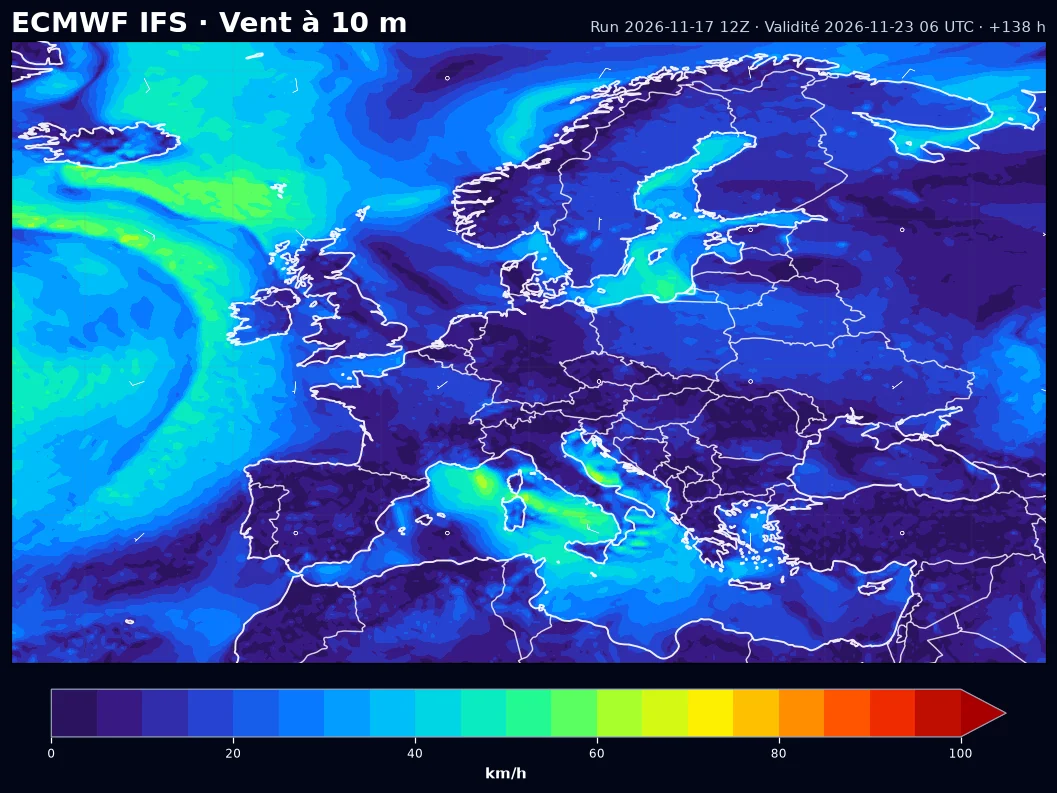 ECMWF IFS · Vent à 10 m
Run 2026-11-17 12Z · Validité 2026-11-23 06 UTC · +138 h
0 20 40 60 80 100
km/h